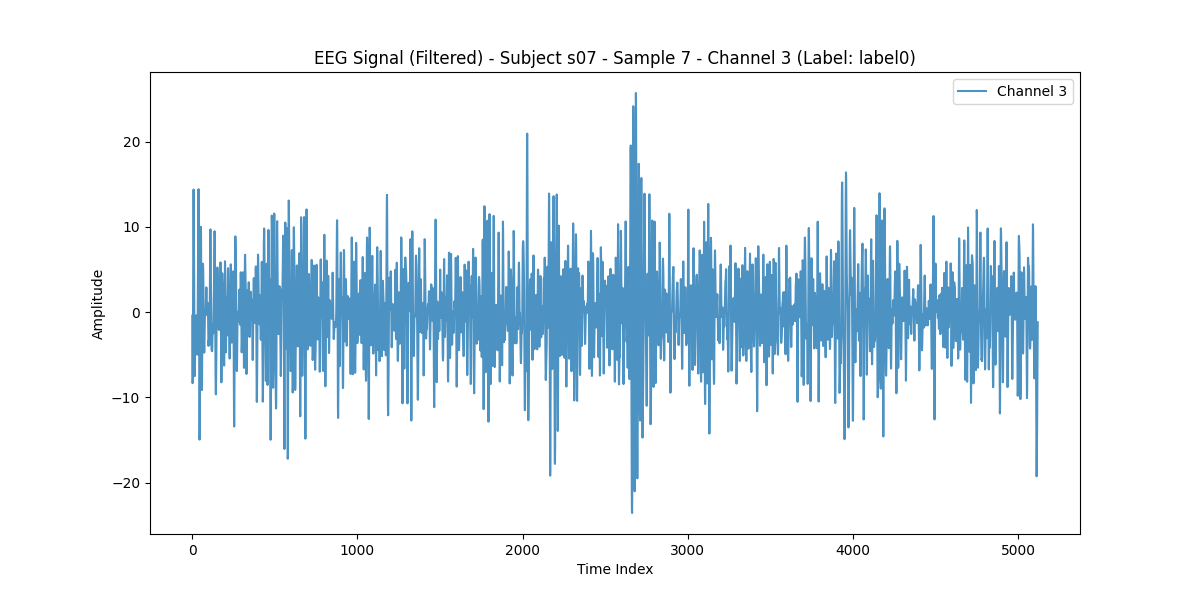 EEG Signal (Filtered) - Subject s07 - Sample 7 - Channel 3 (Label: label0)
Channel 3
20
10
0
−10
−20
Amplitude
0 1000 2000 3000 4000 5000
Time Index